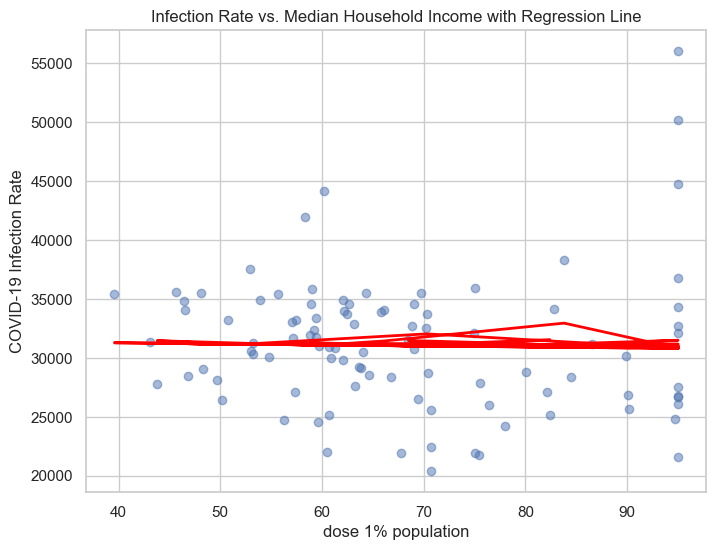 Infection Rate vs. Median Household Income with Regression Line
COVID-19 Infection Rate
55000
50000
45000
40000
35000
30000
25000
20000
40 50 60 70 80 90
dose 1% population